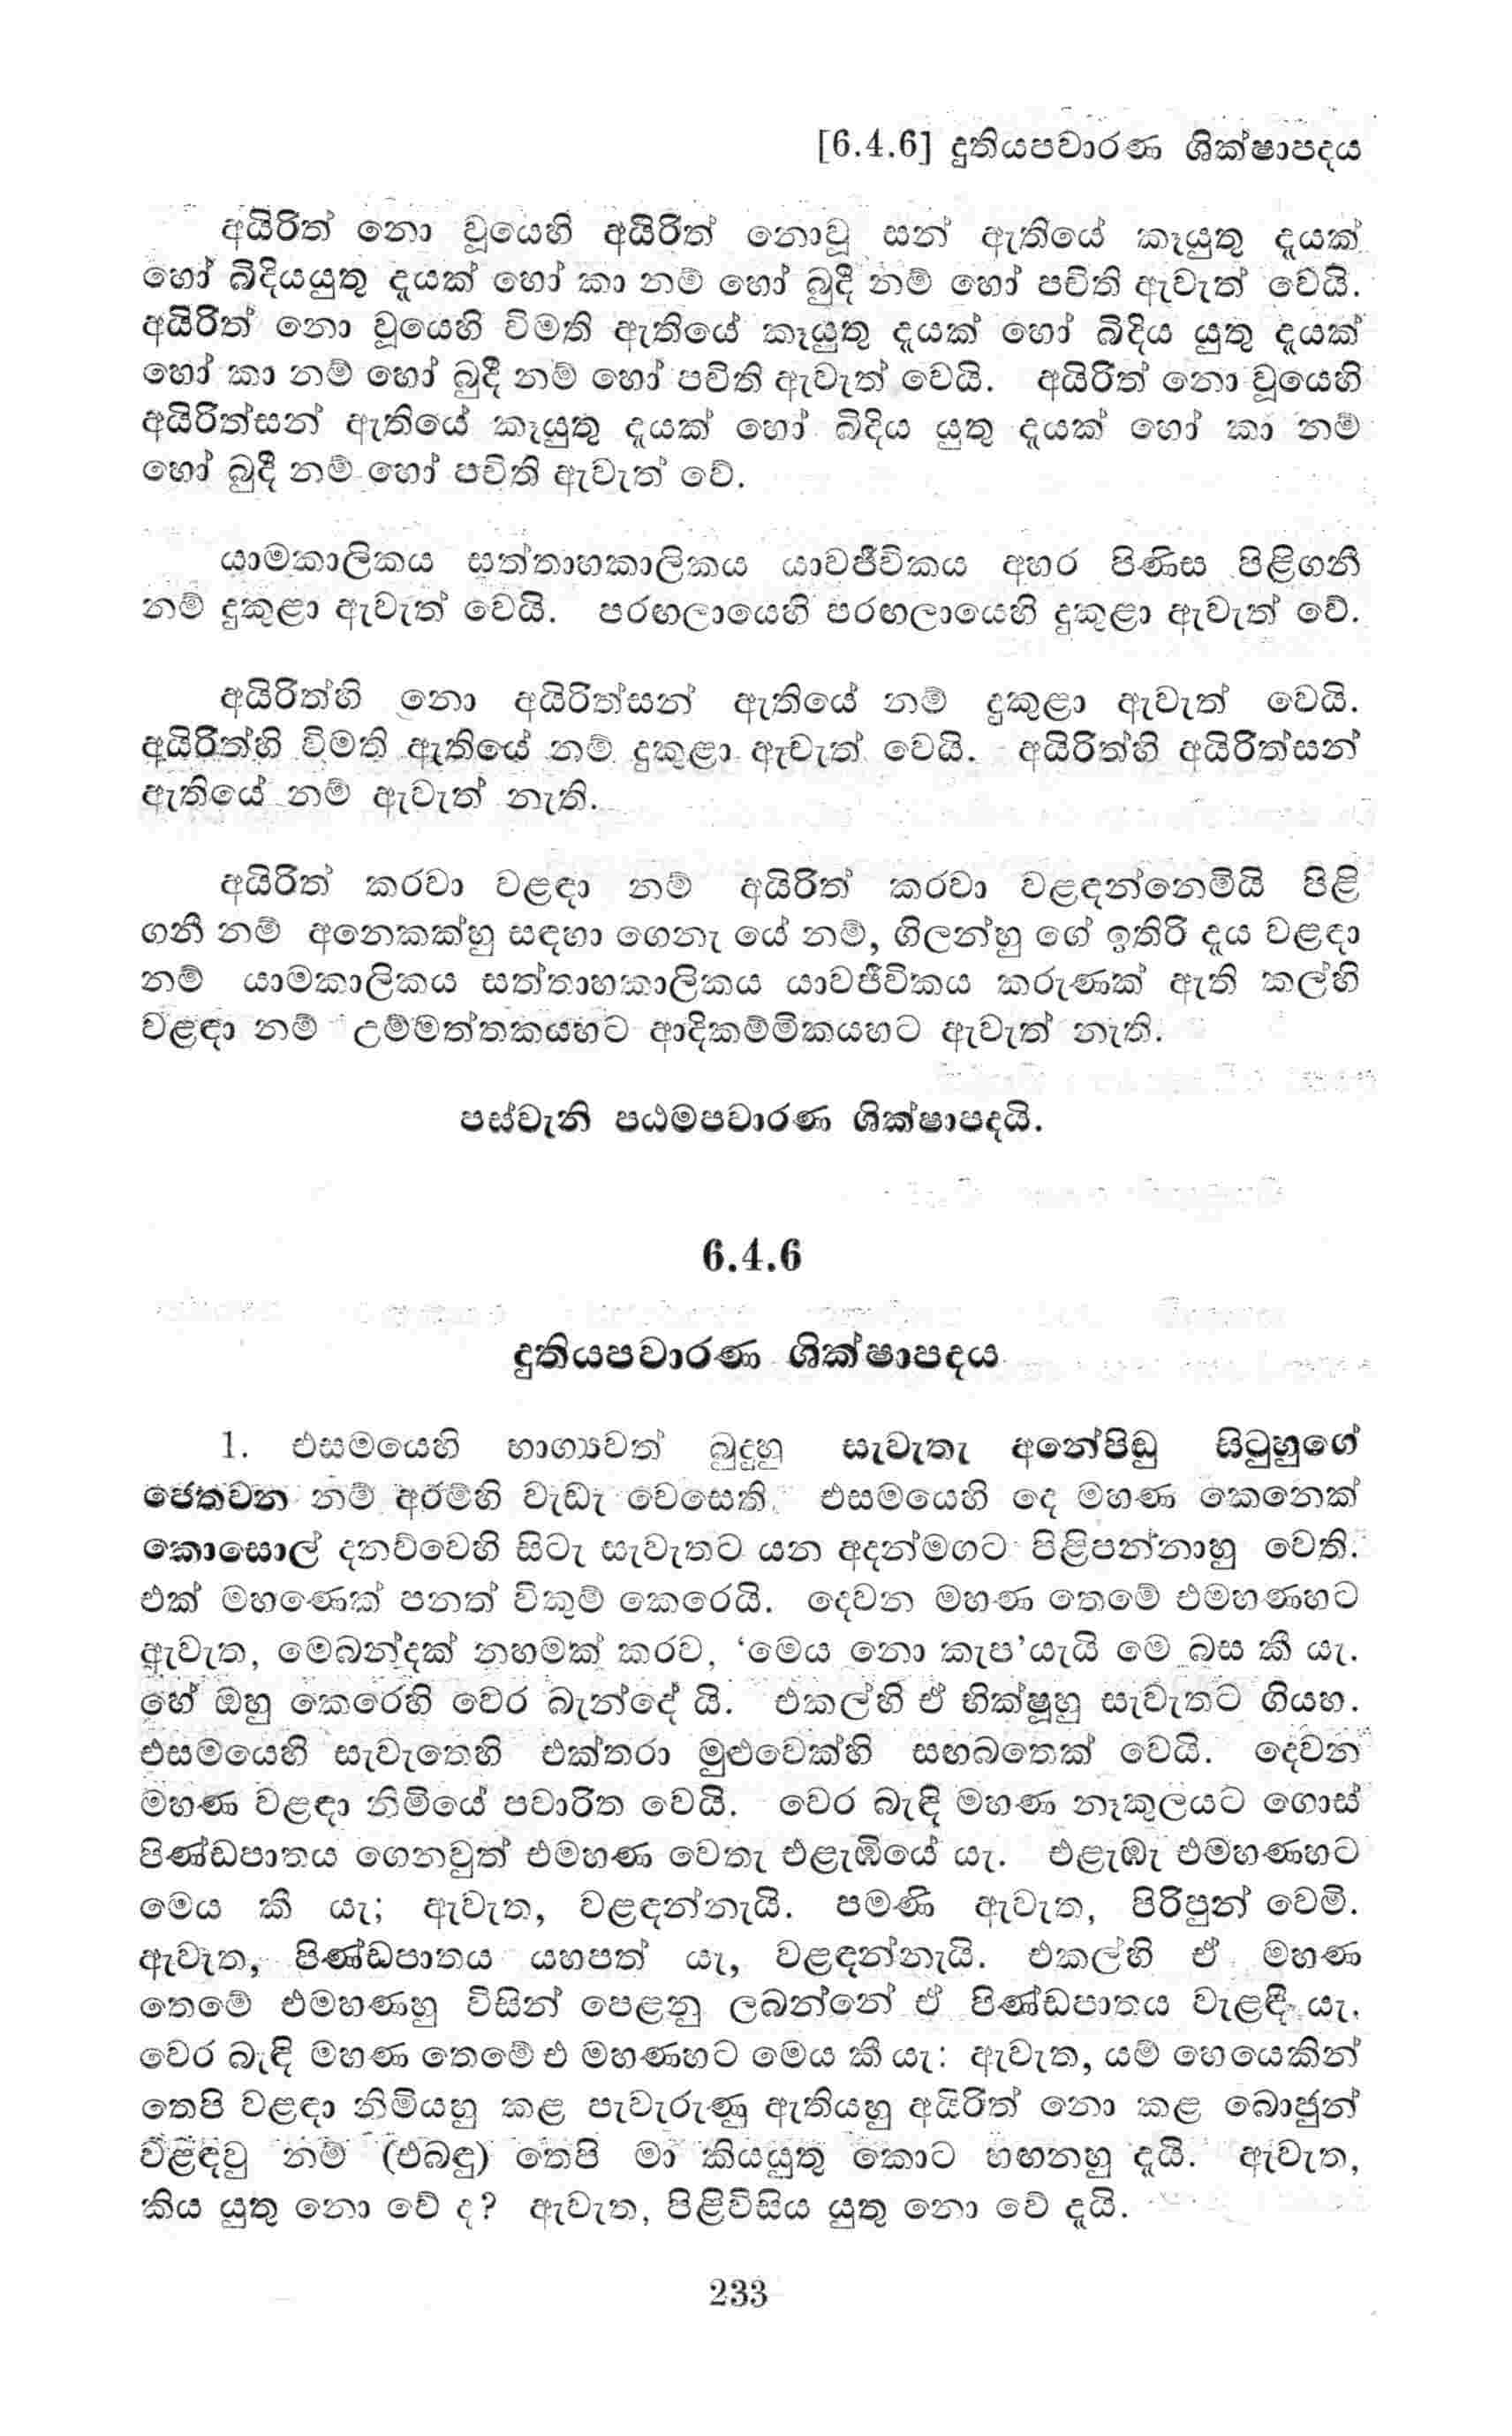 [6.4.6] දුතියපවාරණ ශික්ෂාපදය
අයිරිත් නො වූයෙහි අයිරිත් නොවූ සන් ඇතියේ කෑයුතු දෑයක්
හෝ බිදියයුතු දෑයක් හෝ කා නම් හෝ බුදී නම් හෝ පචිති ඇවැත් වෙයි.
අයිරිත් නො වූයෙහි විමති ඇතියේ කෑයුතු දෑයක් හෝ බිදිය යුතු දෑයක්
හෝ කා නම් හෝ බුදී නම් හෝ පචිති ඇවැත් වෙයි. අයිරිත් නො වූයෙහි
අයිරිත්සන් ඇතියේ කෑයුතු දෑයක් හෝ බිදිය යුතු දෑයක් හෝ කා නම්
හෝ බුදී නම් හෝ පචිති ඇවැත් වේ.
යාමකාලිකය සත්තාහකාලිකය යාවජීවිකය අහර පිණිස පිළිගනී
නම් දුකුළා ඇවැත් වෙයි. පරඟලායෙහි පරඟලායෙහි දුකුළා ඇවැත් වේ.
අයිරිත්හි නො අයිරිත්සන් ඇතියේ නම් දුකුළා ඇවැත් වෙයි.
අයිරිත්හි විමති ඇතියේ නම් දුකුළා ඇවැත් වෙයි. අයිරිත්හි අයිරිත්සන්
ඇතියේ නම් ඇවැත් නැති.
අයිරිත් කරවා වළඳා නම් අයිරිත් කරවා වළඳන්නෙමියි පිළි
ගනී නම් අනෙකක්හු සඳහා ගෙනැ යේ නම්, ගිලන්හු ගේ ඉතිරි දෑය වළඳා
නම් යාමකාලිකය සත්තාහකාලිකය යාවජීවිකය කරුණක් ඇති කල්හි
වළඳා නම් උම්මත්තකයහට ආදිකම්මිකයහට ඇවැත් නැති.
පස්වැනි පඨමපවාරණ ශික්ෂාපදයි.
6.4.6
දුතියපවාරණ ශික්ෂාපදය
1. එසමයෙහි භාග්‍යවත් බුදුහු සැවැතැ අනේපිඬු සිටුහුගේ
ජෙතවන නම් අරම්හි වැඩැ වෙසෙති. එසමයෙහි දෙ මහණ කෙනෙක්
කොසොල් දනව්වෙහි සිටැ සැවැතට යන අදන්මගට පිළිපන්නාහු වෙති.
එක් මහණෙක් පනත් විකුම් කෙරෙයි. දෙවන මහණ තෙමේ එමහණහට
ඇවැත, මෙබන්දක් නහමක් කරව, ‘මෙය නො කැප’යැයි මෙ බස කී යැ.
හේ ඔහු කෙරෙහි වෙර බැන්දේ යි. එකල්හි ඒ භික්ෂූහු සැවැතට ගියහ.
එසමයෙහි සැවැතෙහි එක්තරා මුළුවෙක්හි සඟබතෙක් වෙයි. දෙවන
මහණ වළඳා නිමියේ පවාරිත වෙයි. වෙර බැඳි මහණ නෑකුලයට ගොස්
පිණ්ඩපාතය ගෙනවුත් එමහණ වෙතැ එළැඹියේ යැ. එළැඹැ එමහණහට
මෙය කී යැ; ඇවැත, වළඳන්නැයි. පමණි ඇවැත, පිරිපුන් වෙමි.
ඇවැත, පිණ්ඩපාතය යහපත් යැ, වළඳන්නැයි. එකල්හි ඒ මහණ
තෙමේ එමහණහු විසින් පෙළනු ලබන්නේ ඒ පිණ්ඩපාතය වැළඳී යැ.
වෙර බැඳි මහණ තෙමේ එ මහණහට මෙය කී යැ: ඇවැත, යම් හෙයෙකින්
තෙපි වළඳා නිමියහු කළ පැවැරුණු ඇතියහු අයිරිත් නො කළ බොජුන්
වළඳවු නම් (එබඳු) තෙපි මා කියයුතු කොට හඟනහු දැයි. ඇවැත,
කිය යුතු නො වේ ද? ඇවැත, පිළිවිසිය යුතු නො වේ දැයි.
233